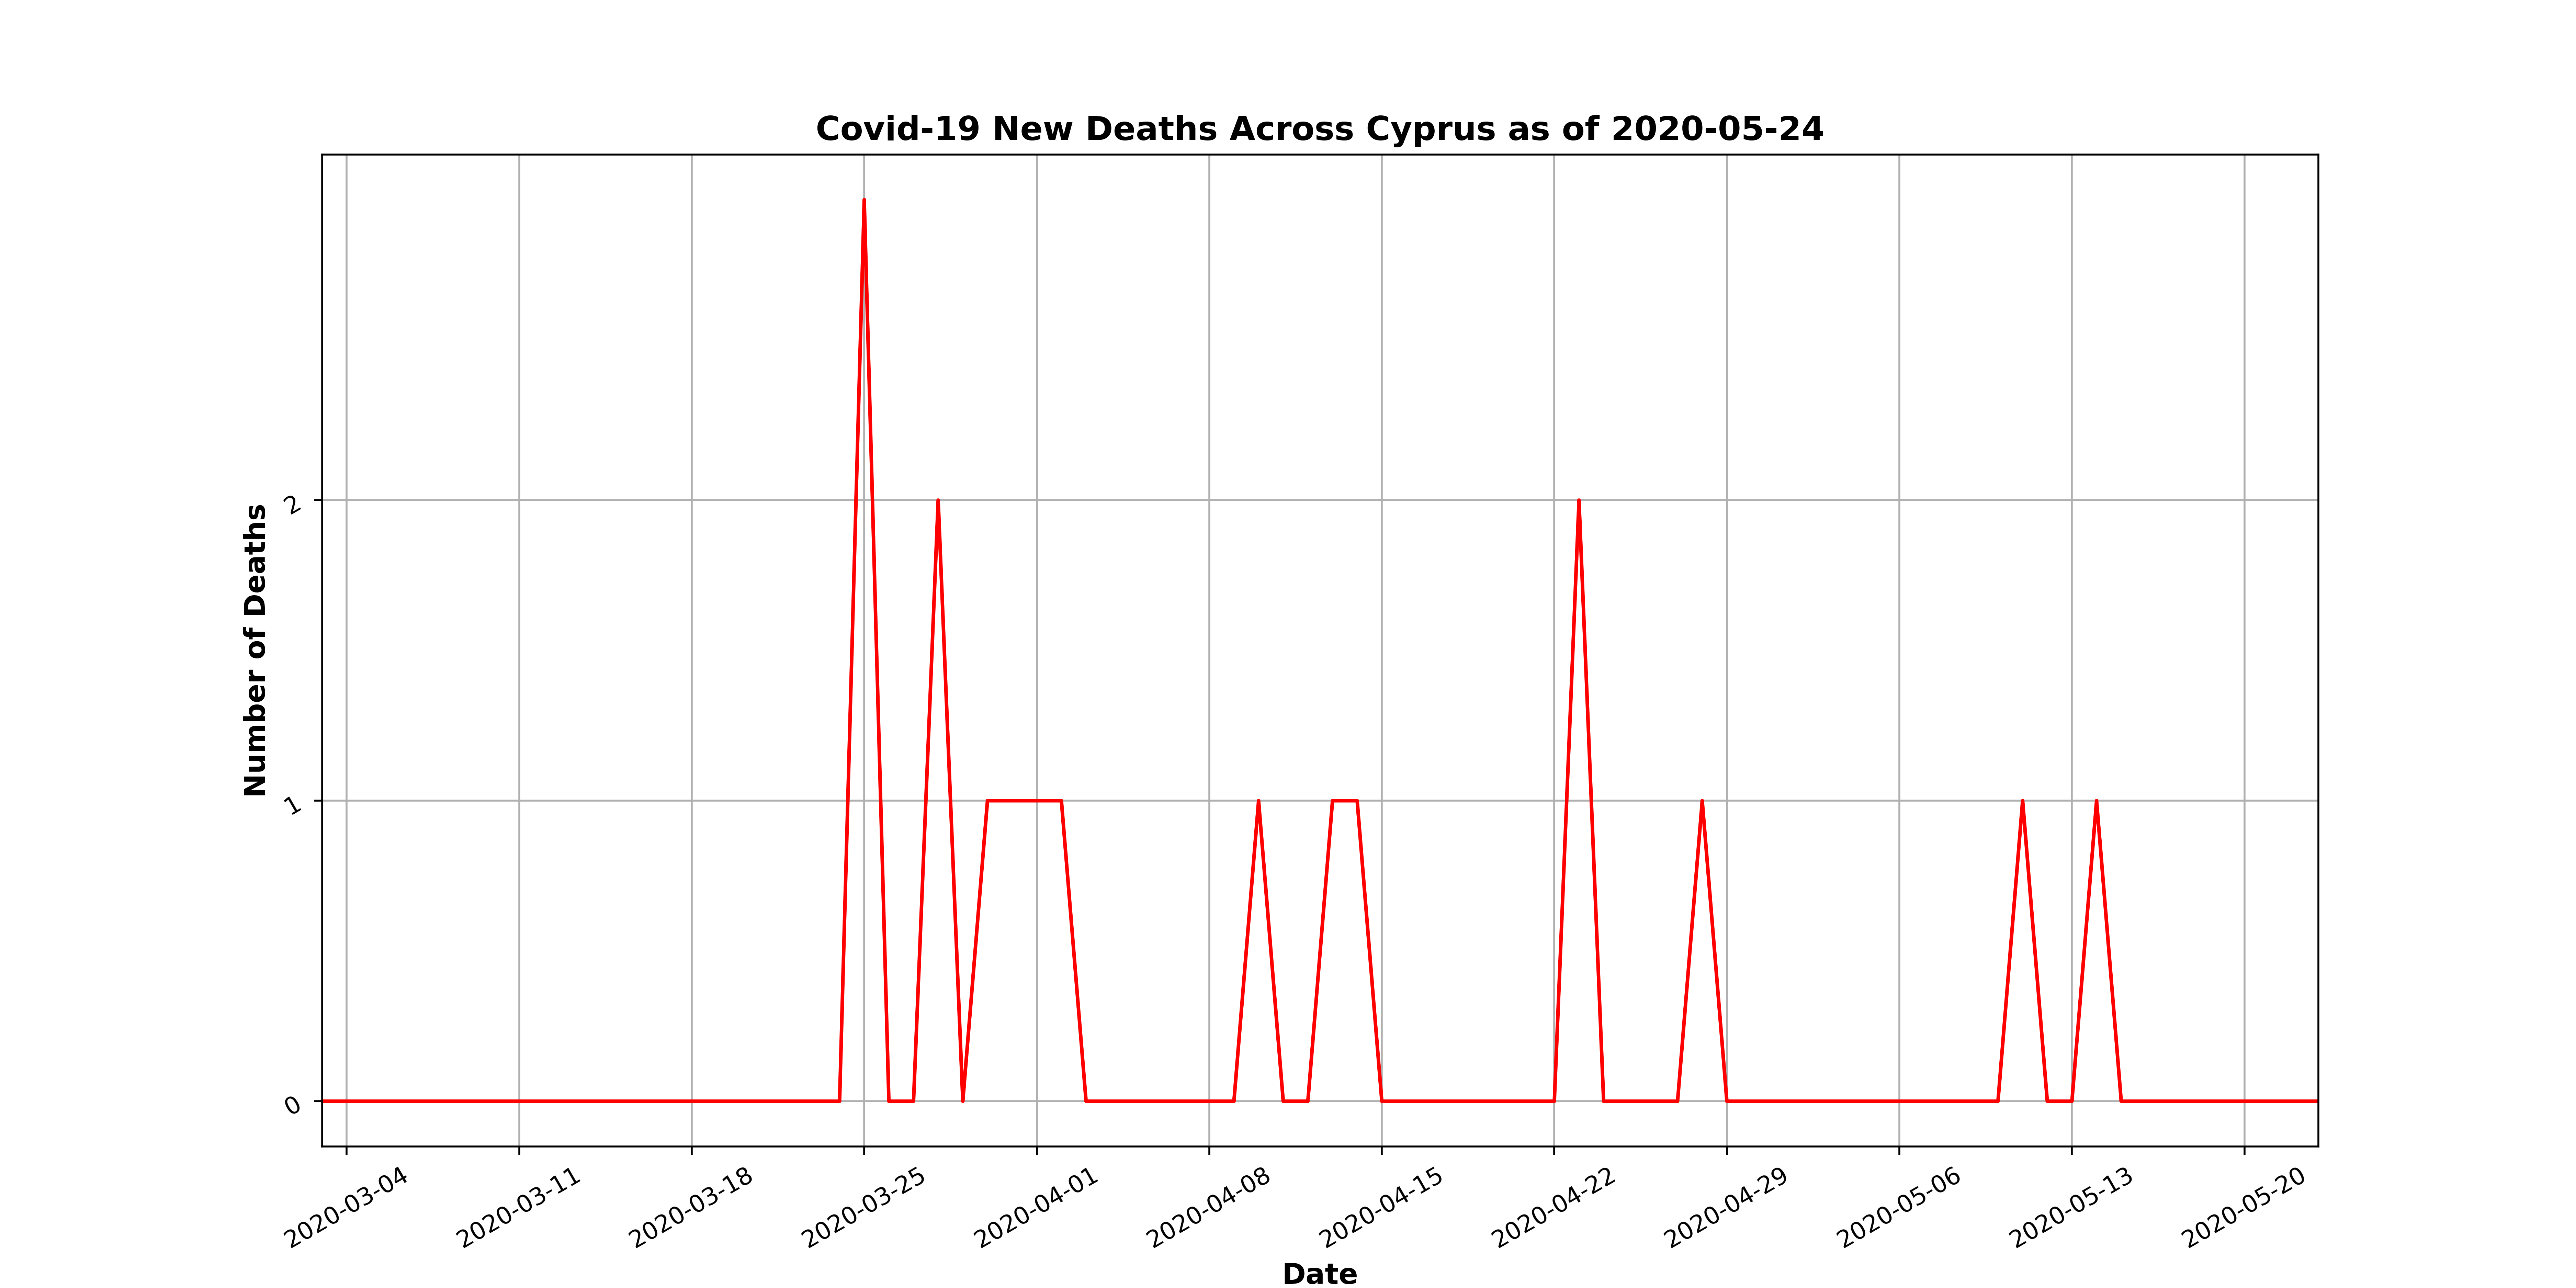 Covid-19 New Deaths Across Cyprus as of 2020-05-24
Number of Deaths
2
1
0
2020-03-04 2020-03-11 2020-03-18 2020-03-25 2020-04-01 2020-04-08 2020-04-15 2020-04-22 2020-04-29 2020-05-06 2020-05-13 2020-05-20
Date